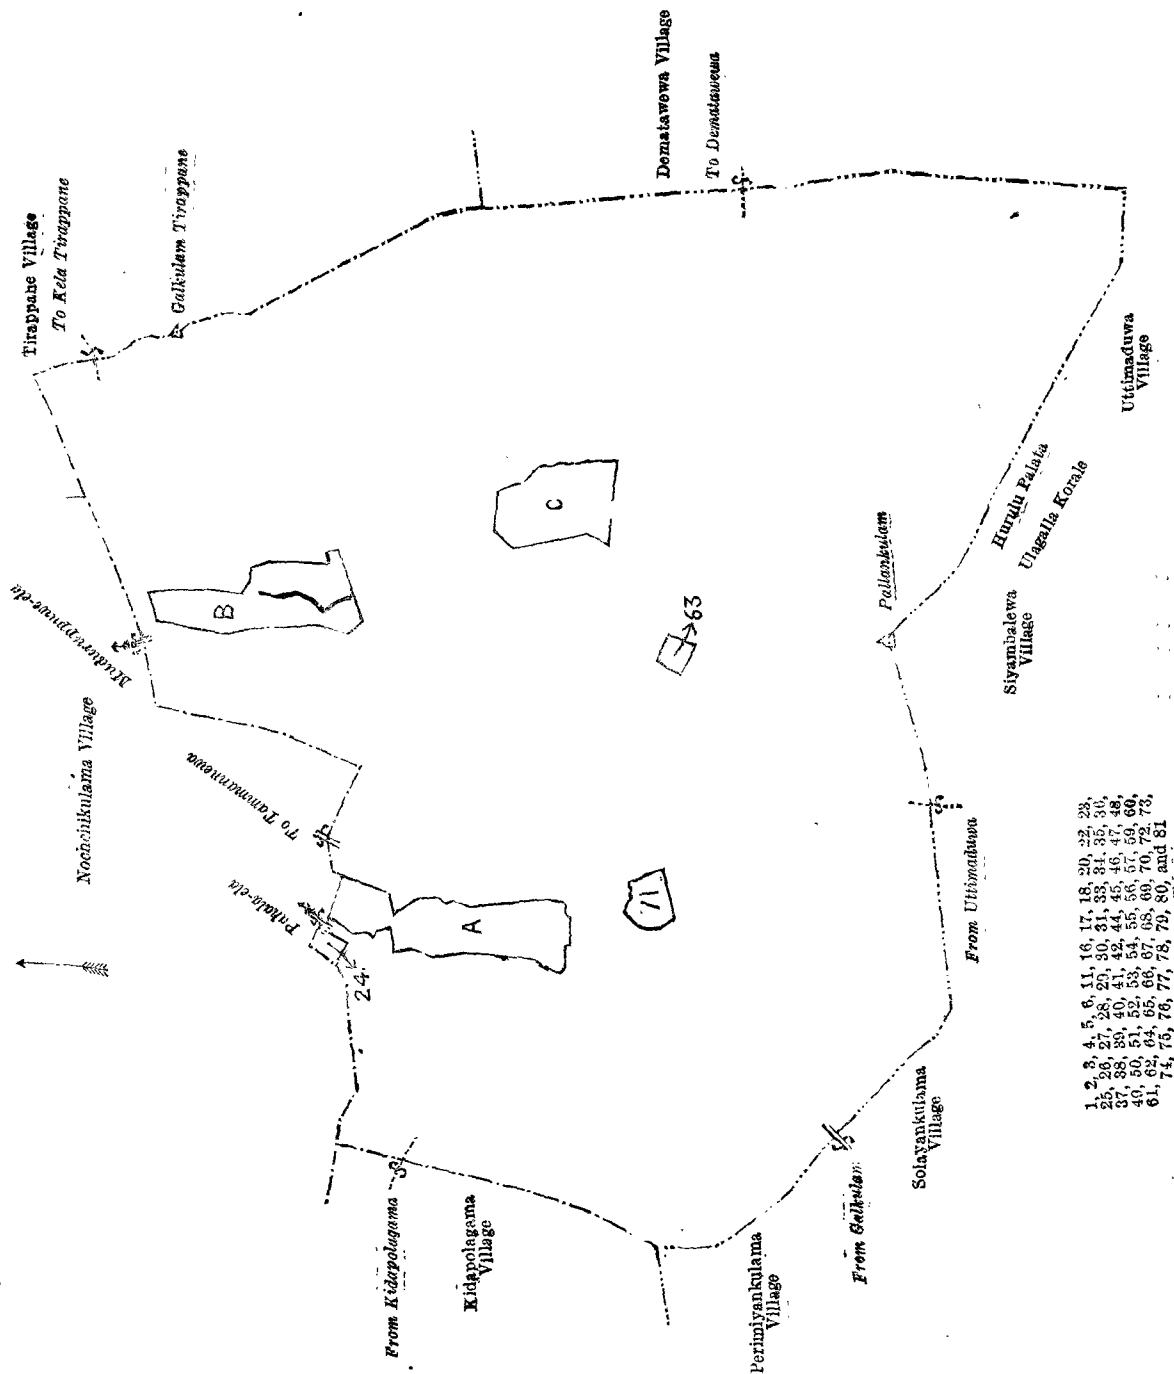 Tirappane Village
To Kela Tirappane
Galkulam Tirappane
Dematawewa Village
To Dematawewa
Mudureppuwe-ela
Nochchikulama Village
To Tammannewa
Pahala-ela
24
B
C
A
71
63
From Kidapolagama
Kidapolagama
Village
Perimiyankulama
Village
From Galkulam
Solayankulama
Village
From Uttimaduwa
Pallankulam
Siyambalewa
Village
Hurulu Palata
Ulagalla Korale
Uttimaduwa
Village
1, 2, 3, 4, 5, 6, 11, 16, 17, 18, 20, 22, 23,
25, 26, 27, 28, 29, 30, 31, 33, 34, 35, 36,
37, 38, 39, 40, 41, 42, 44, 45, 46, 47, 48,
49, 50, 51, 52, 53, 54, 55, 56, 57, 59, 60,
61, 62, 64, 65, 66, 67, 68, 69, 70, 72, 73,
74, 75, 76, 77, 78, 79, 80, and 81